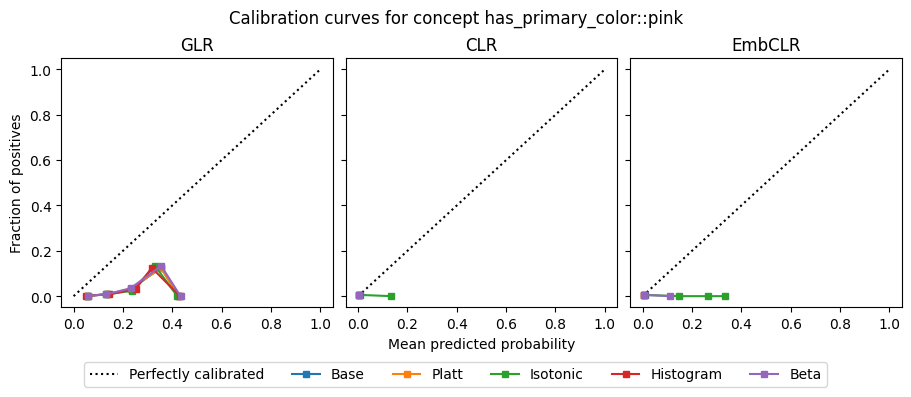 Calibration curves for concept has_primary_color::pink
GLR
CLR
EmbCLR
Fraction of positives
1.0
0.8
0.6
0.4
0.2
0.0
0.0 0.2 0.4 0.6 0.8 1.0
0.0 0.2 0.4 0.6 0.8 1.0
0.0 0.2 0.4 0.6 0.8 1.0
Mean predicted probability
Perfectly calibrated Base Platt Isotonic Histogram Beta